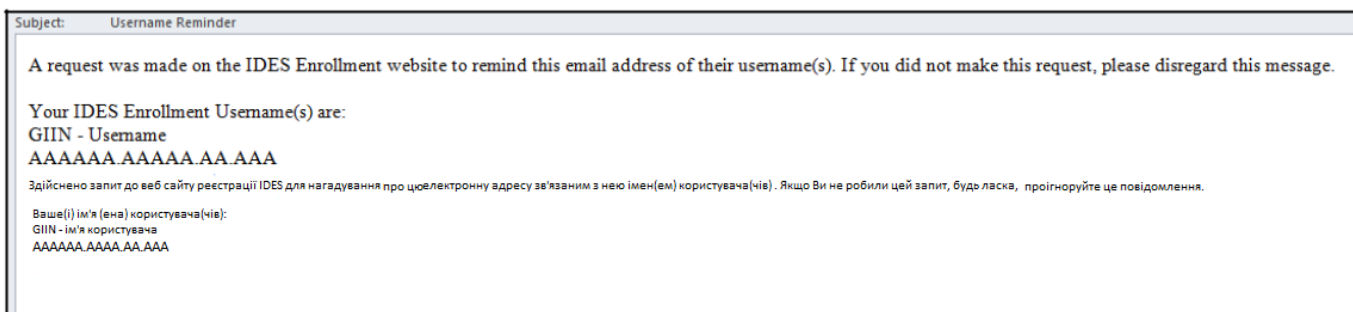 Subject: Username Reminder
A request was made on the IDES Enrollment website to remind this email address of their username(s). If you did not make this request, please disregard this message.
Your IDES Enrollment Username(s) are:
GIIN - Username
AAAAAA.AAAAA.AA.AAA
Здійснено запит до веб сайту реєстрації IDES для нагадування про цюелектронну адресу зв'язаним з нею імен(ем) користувача(чів) . Якщо Ви не робили цей запит, будь ласка, проігноруйте це повідомлення.
Ваше(і) ім'я (ена) користувача(чів):
GIIN - ім'я користувача
AAAAAA.AAAA.AA.AAA